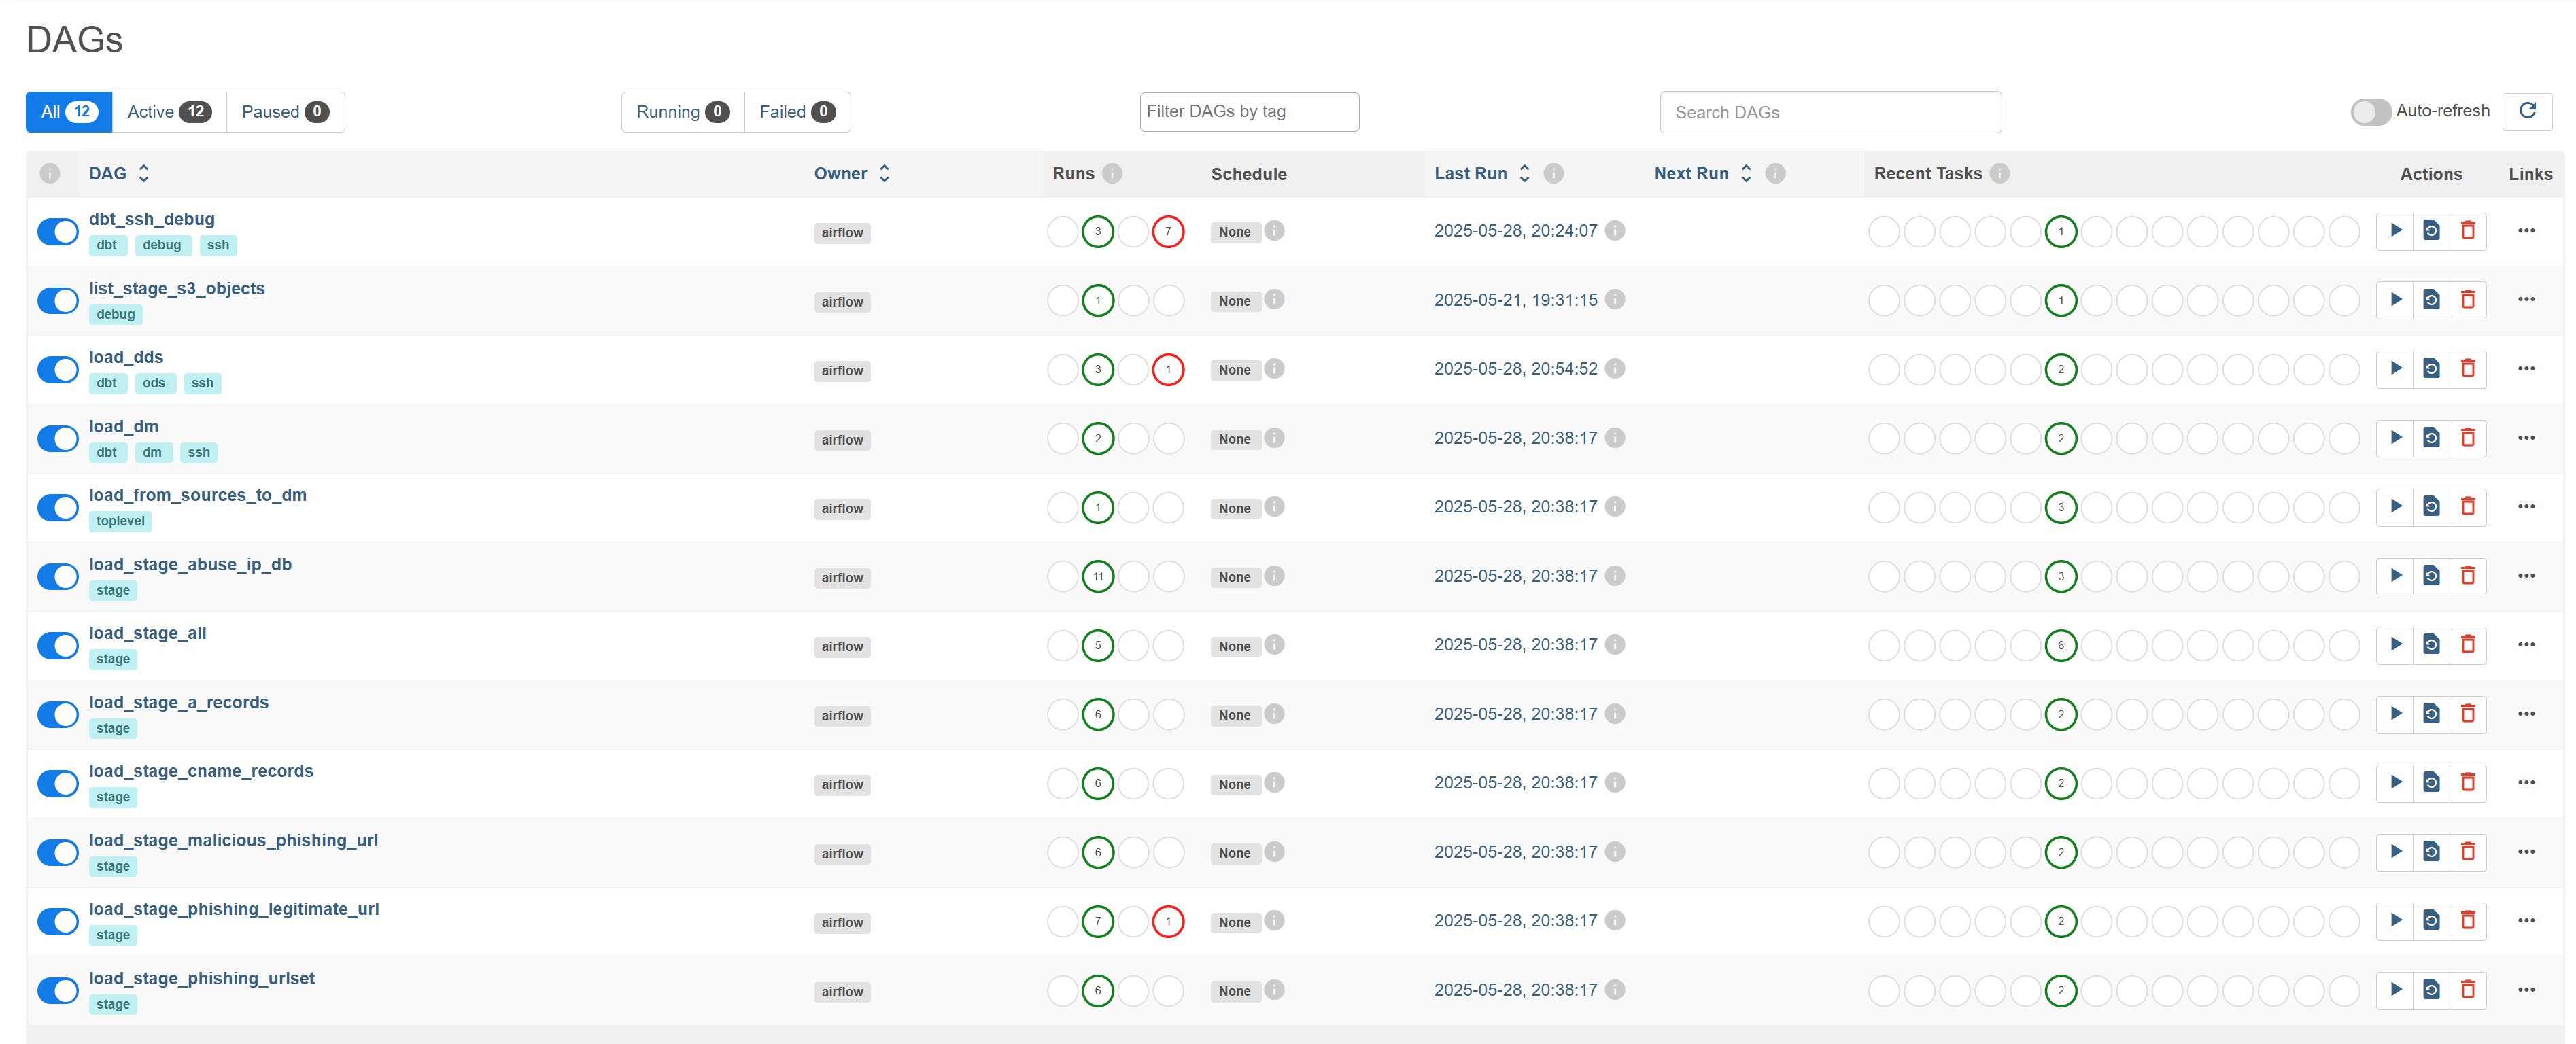 DAGs
All 12 Active 12 Paused 0 Running 0 Failed 0 Filter DAGs by tag Search DAGs Auto-refresh
DAG Owner Runs Schedule Last Run Next Run Recent Tasks Actions Links
dbt_ssh_debug
airflow 3 7 None 2025-05-28, 20:24:07 1
dbt debug ssh
list_stage_s3_objects
airflow 1 None 2025-05-21, 19:31:15 1
debug
load_dds
airflow 3 1 None 2025-05-28, 20:54:52 2
dbt ods ssh
load_dm
airflow 2 None 2025-05-28, 20:38:17 2
dbt dm ssh
load_from_sources_to_dm
airflow 1 None 2025-05-28, 20:38:17 3
toplevel
load_stage_abuse_ip_db
airflow 11 None 2025-05-28, 20:38:17 3
stage
load_stage_all
airflow 5 None 2025-05-28, 20:38:17 8
stage
load_stage_a_records
airflow 6 None 2025-05-28, 20:38:17 2
stage
load_stage_cname_records
airflow 6 None 2025-05-28, 20:38:17 2
stage
load_stage_malicious_phishing_url
airflow 6 None 2025-05-28, 20:38:17 2
stage
load_stage_phishing_legitimate_url
airflow 7 1 None 2025-05-28, 20:38:17 2
stage
load_stage_phishing_urlset
airflow 6 None 2025-05-28, 20:38:17 2
stage